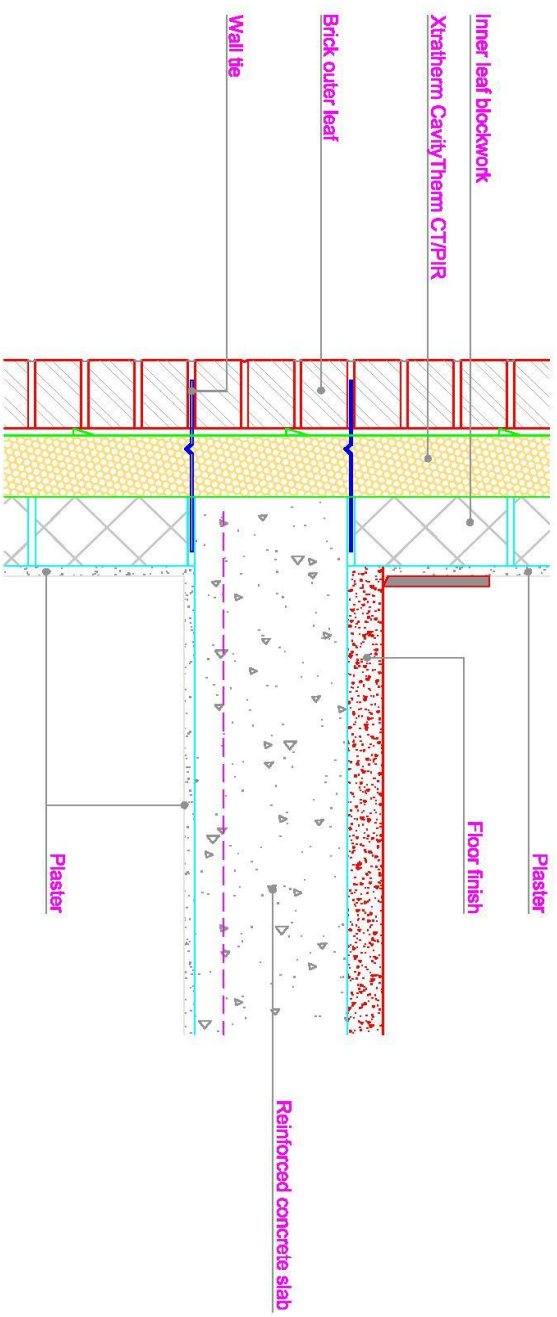 Inner leaf blockwork
Xtratherm CavityTherm CT/PIR
Brick outer leaf
Wall tie
Plaster
Floor finish
Reinforced concrete slab
Plaster